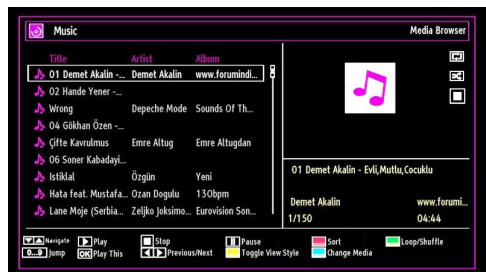 Music Media Browser
Title Artist Album
01 Demet Akalin -... Demet Akalin www.forumindi...
02 Hande Yener -...
Wrong Depeche Mode Sounds Of Th...
04 Gökhan Özen -...
Çifte Kavrulmus Emre Altug Emre Altugdan
06 Soner Kabadayi...
Istiklal Özgün Yeni
Hata feat. Mustafa... Ozan Dogulu 130bpm
Lane Moje (Serbia... Zeljko Joksimo... Eurovision Son...
01 Demet Akalin - Evli,Mutlu,Cocuklu
Demet Akalin www.forumi...
1/150 04:44
Navigate Play Stop Pause Sort Loop/Shuffle
0...9 Jump OK Play This Previous/Next Toggle View Style Change Media